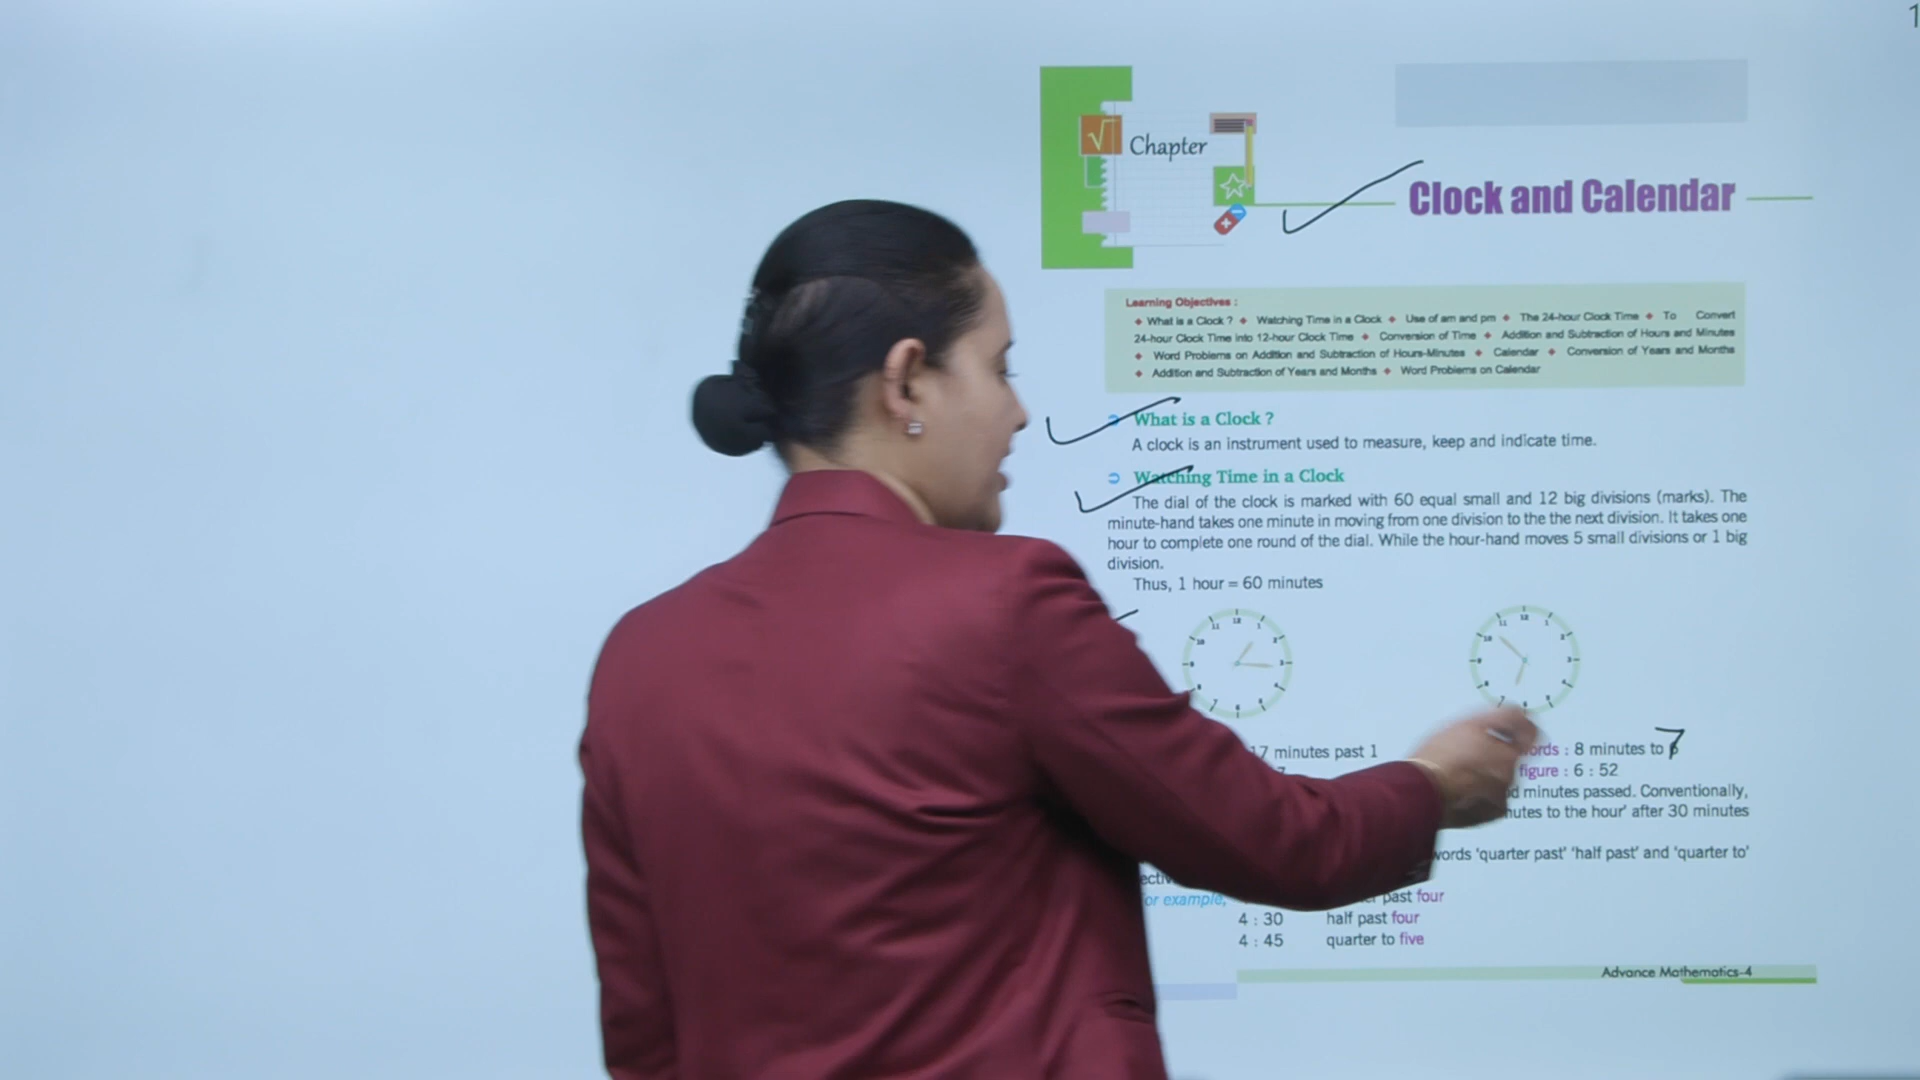 1
Chapter
Clock and Calendar
Learning Objectives :
What is a Clock ? Watching Time in a Clock Use of am and pm The 24-hour Clock Time To Convert
24-hour Clock Time into 12-hour Clock Time Conversion of Time Addition and Subtraction of Hours and Minutes
Word Problems on Addition and Subtraction of Hours-Minutes Calendar Conversion of Years and Months
Addition and Subtraction of Years and Months Word Problems on Calendar
What is a Clock ?
A clock is an instrument used to measure, keep and indicate time.
Watching Time in a Clock
The dial of the clock is marked with 60 equal small and 12 big divisions (marks). The
minute-hand takes one minute in moving from one division to the the next division. It takes one
hour to complete one round of the dial. While the hour-hand moves 5 small divisions or 1 big
division.
Thus, 1 hour = 60 minutes
17 minutes past 1
8 minutes to 7
figure : 6 : 52
minutes passed. Conventionally,
to the hour' after 30 minutes
words 'quarter past' 'half past' and 'quarter to'
example,
past four
4 : 30 half past four
4 : 45 quarter to five
Advance Mathematics-4